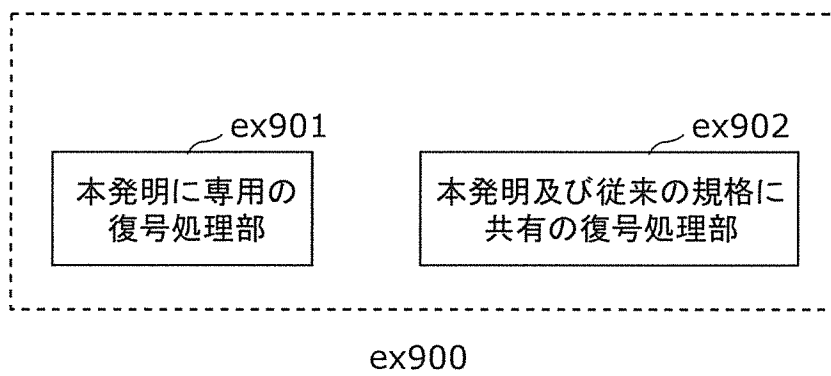 ex901
本発明に専用の
復号処理部
ex902
本発明及び従来の規格に
共有の復号処理部
ex900